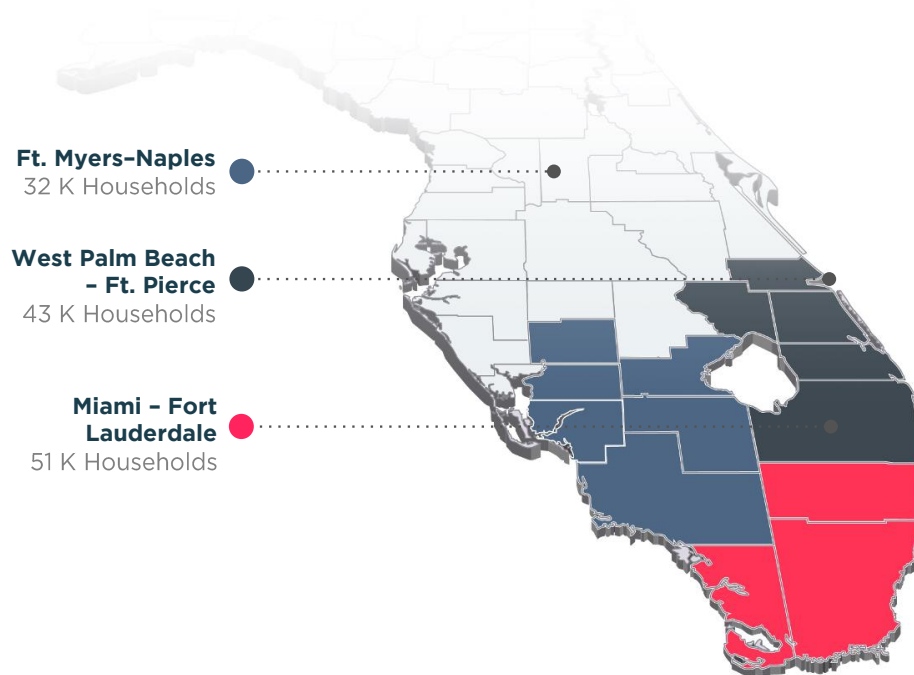 Ft. Myers–Naples
32 K Households
West Palm Beach
– Ft. Pierce
43 K Households
Miami – Fort
Lauderdale
51 K Households